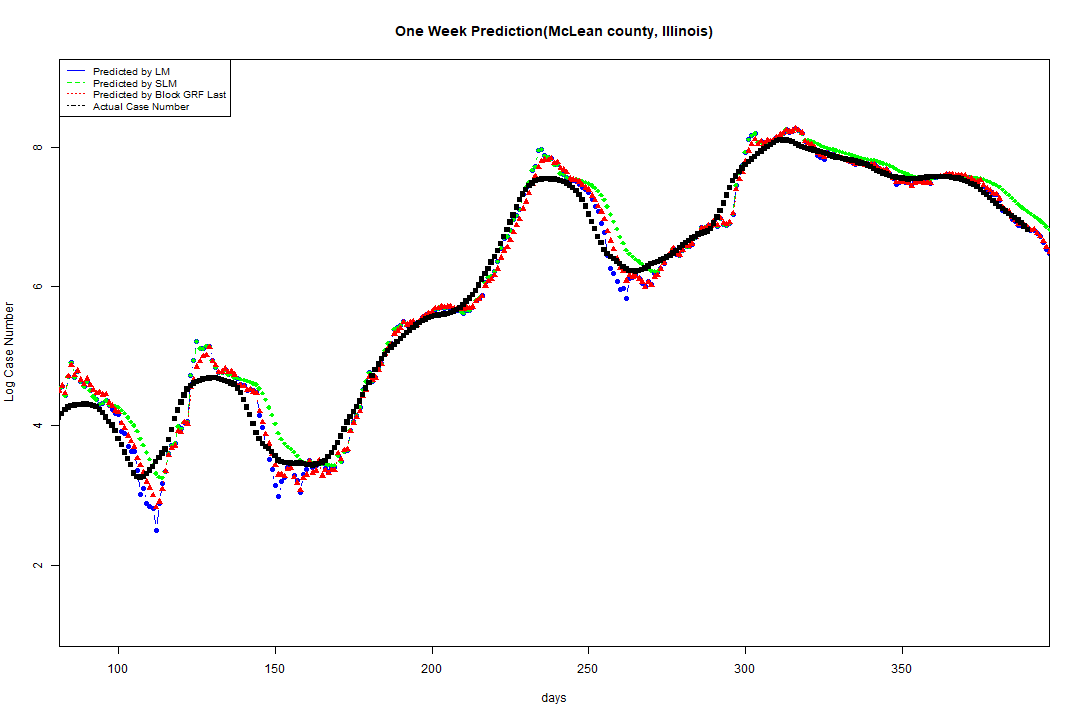 One Week Prediction(McLean county, Illinois)
Predicted by LM
Predicted by SLM
Predicted by Block GRF Last
Actual Case Number
Log Case Number
8
6
4
2
100 150 200 250 300 350
days